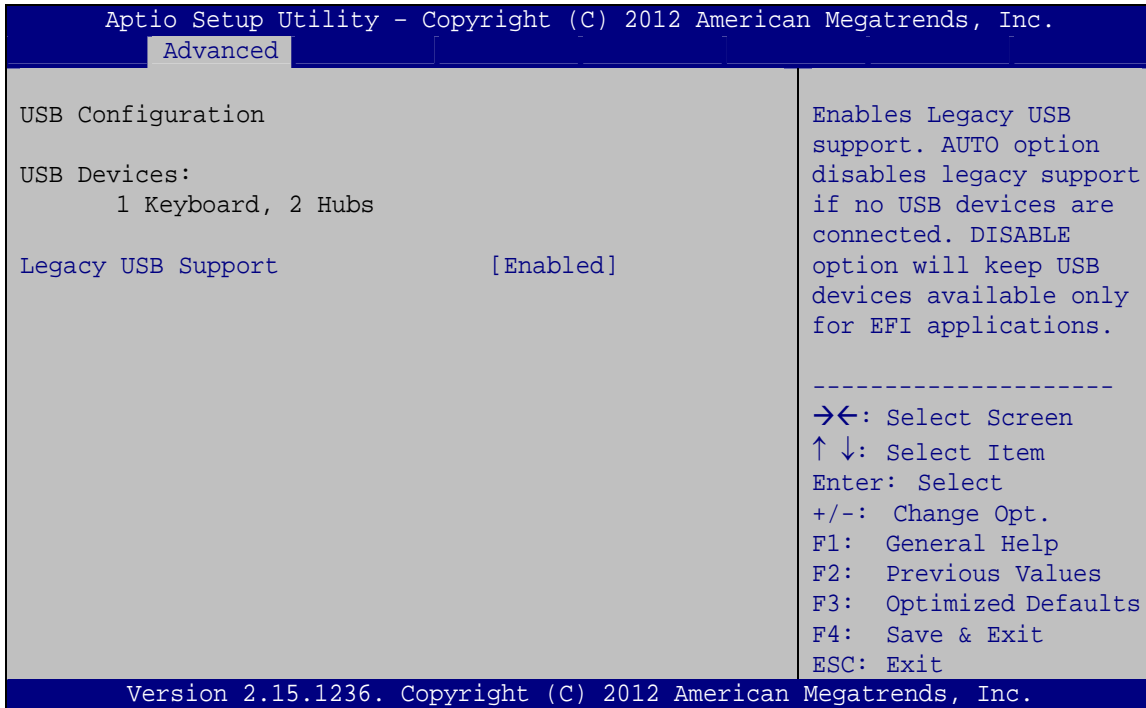 Aptio Setup Utility – Copyright (C) 2012 American Megatrends, Inc.
Advanced
USB Configuration
USB Devices:
1 Keyboard, 2 Hubs
Legacy USB Support [Enabled]
Enables Legacy USB
support. AUTO option
disables legacy support
if no USB devices are
connected. DISABLE
option will keep USB
devices available only
for EFI applications.
---------------------
→←: Select Screen
↑ ↓: Select Item
Enter: Select
+/-: Change Opt.
F1: General Help
F2: Previous Values
F3: Optimized Defaults
F4: Save & Exit
ESC: Exit
Version 2.15.1236. Copyright (C) 2012 American Megatrends, Inc.